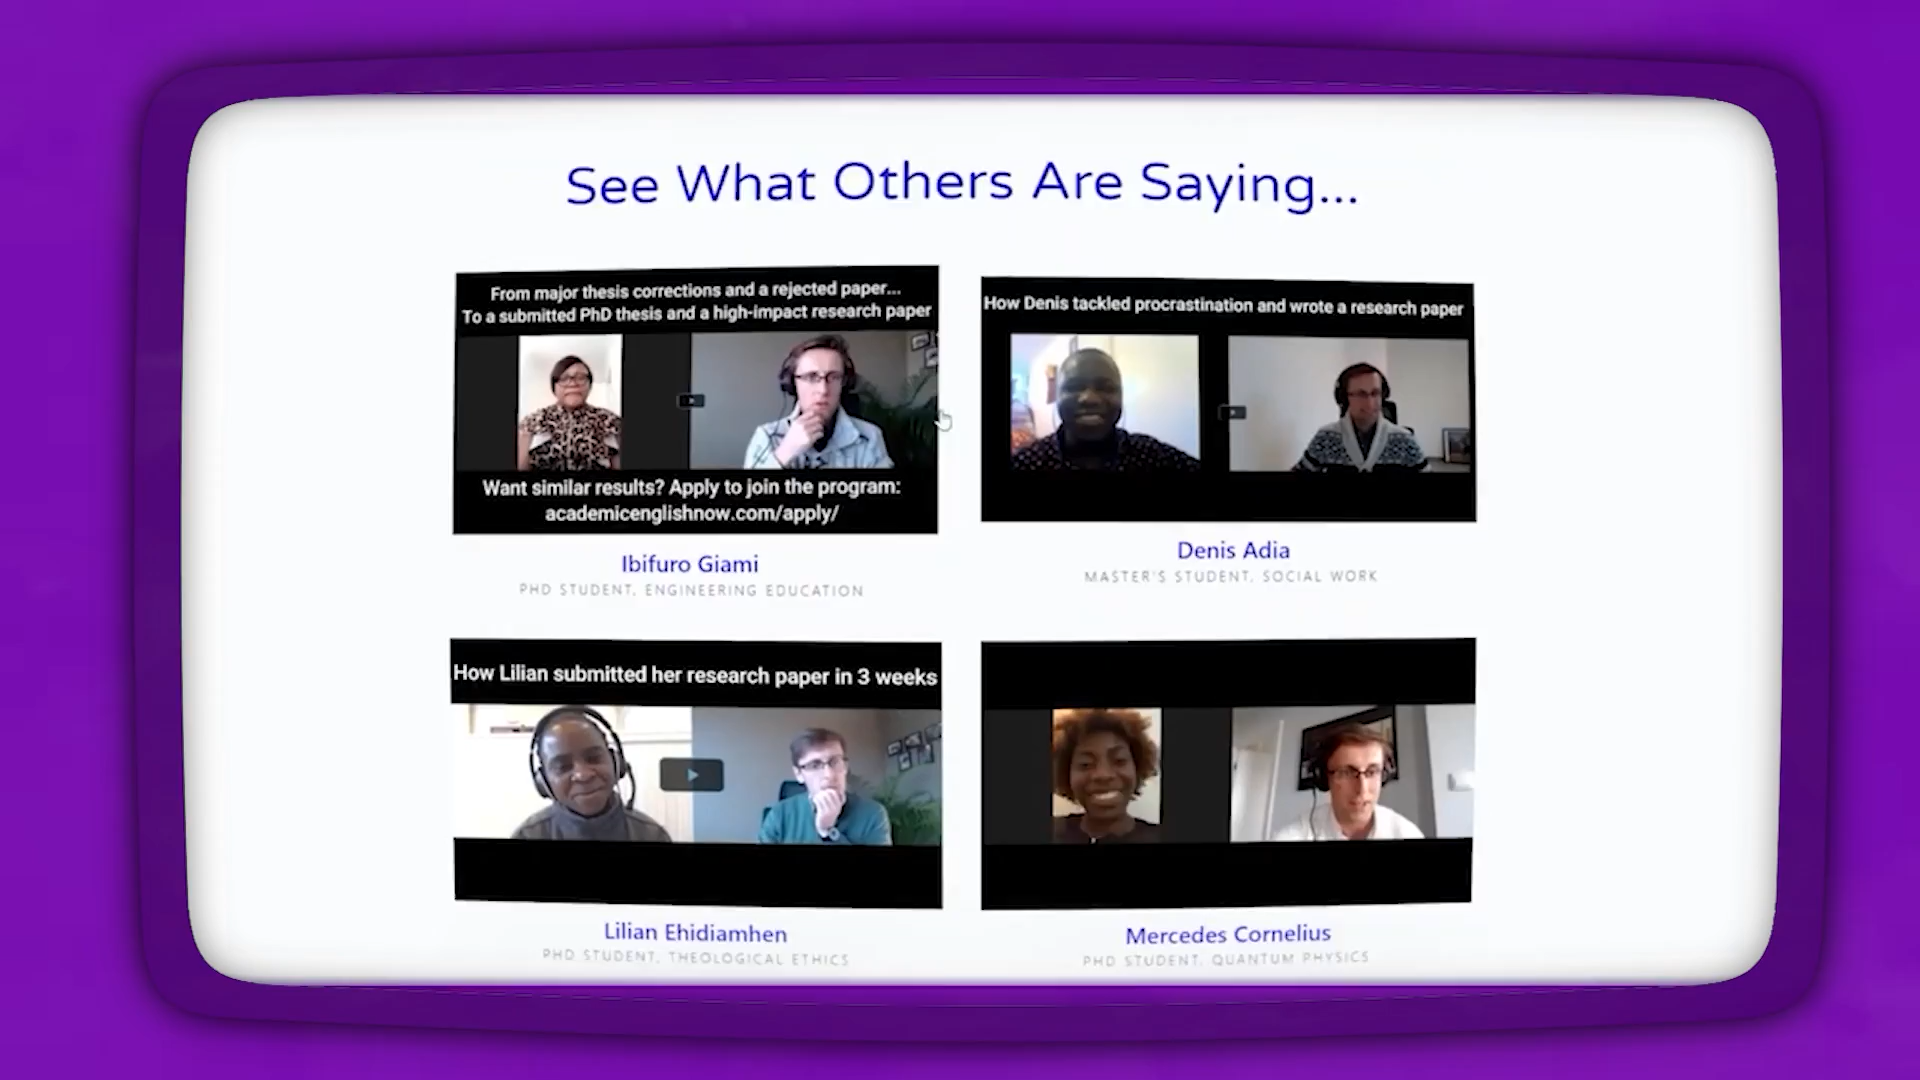 See What Others Are Saying...
From major thesis corrections and a rejected paper...
To a submitted PhD thesis and a high-impact research paper
Want similar results? Apply to join the program:
academicenglishnow.com/apply/
Ibifuro Giami
PHD STUDENT, ENGINEERING EDUCATION
How Denis tackled procrastination and wrote a research paper
Denis Adia
MASTER'S STUDENT, SOCIAL WORK
How Lilian submitted her research paper in 3 weeks
Lilian Ehidiamhen
PHD STUDENT, THEOLOGICAL ETHICS
Mercedes Cornelius
PHD STUDENT, QUANTUM PHYSICS